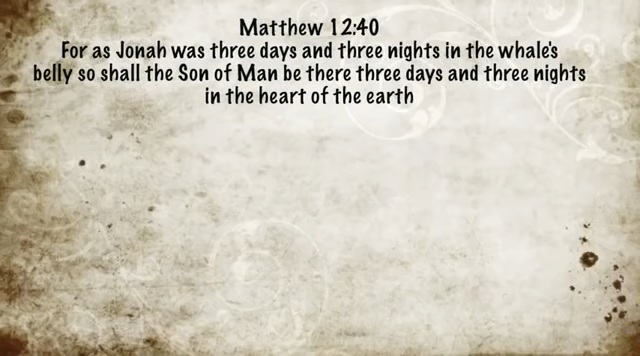 Matthew 12:40
For as Jonah was three days and three nights in the whale's
belly so shall the Son of Man be there three days and three nights
in the heart of the earth